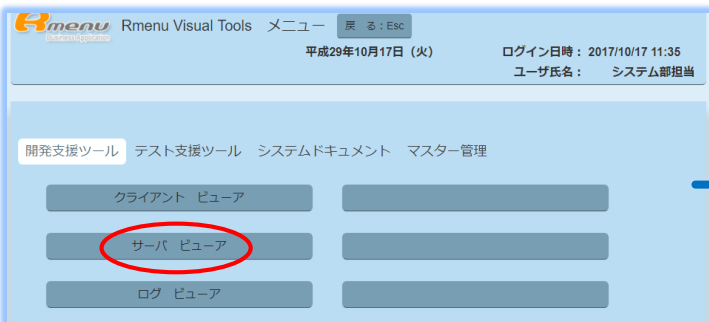 Rmenu Rmenu Visual Tools メニュー 戻 る:Esc
Business Application
平成29年10月17日（火） ログイン日時： 2017/10/17 11:35
ユーザ氏名： システム部担当
開発支援ツール テスト支援ツール システムドキュメント マスター管理
クライアント ビューア
サーバ ビューア
ログ ビューア